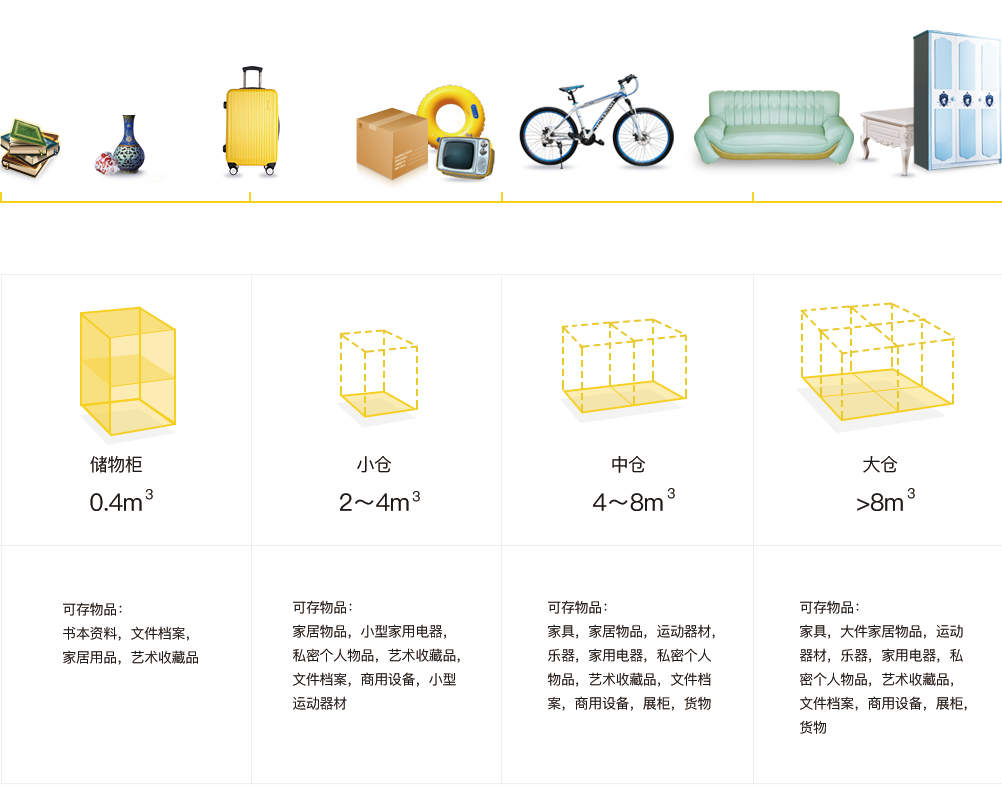 储物柜
0.4m³
小仓
2～4m³
中仓
4～8m³
大仓
>8m³
可存物品：
书本资料，文件档案，
家居用品，艺术收藏品
可存物品：
家居物品，小型家用电器，
私密个人物品，艺术收藏品，
文件档案，商用设备，小型
运动器材
可存物品：
家具，家居物品，运动器材，
乐器，家用电器，私密个人
物品，艺术收藏品，文件档
案，商用设备，展柜，货物
可存物品：
家具，大件家居物品，运动
器材，乐器，家用电器，私
密个人物品，艺术收藏品，
文件档案，商用设备，展柜，
货物